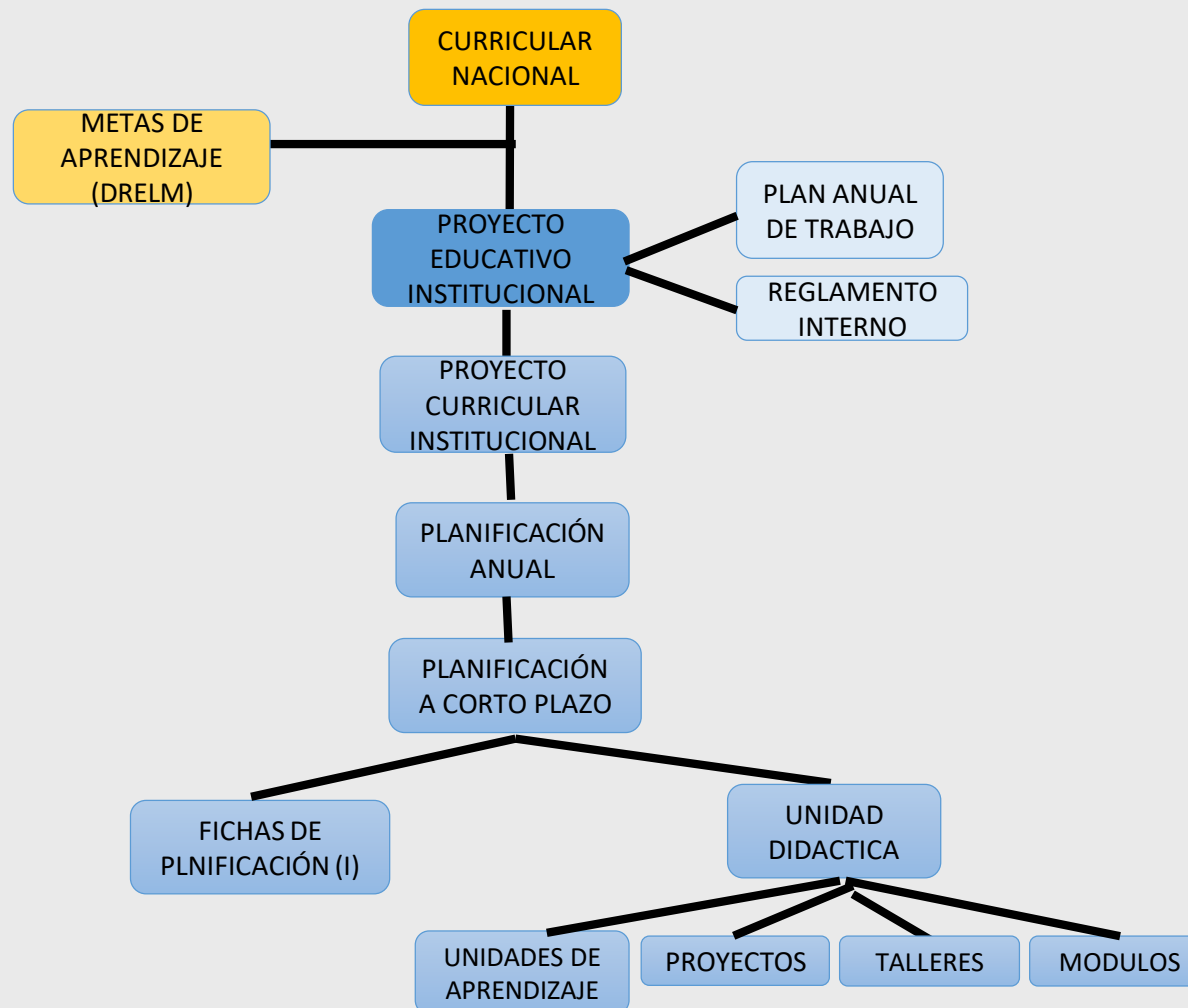 CURRICULAR
NACIONAL
METAS DE
APRENDIZAJE
(DRELM)
PLAN ANUAL
DE TRABAJO
PROYECTO
EDUCATIVO
INSTITUCIONAL
REGLAMENTO
INTERNO
PROYECTO
CURRICULAR
INSTITUCIONAL
PLANIFICACIÓN
ANUAL
PLANIFICACIÓN
A CORTO PLAZO
FICHAS DE
PLNIFICACIÓN (I)
UNIDAD
DIDACTICA
UNIDADES DE
APRENDIZAJE
PROYECTOS
TALLERES
MODULOS